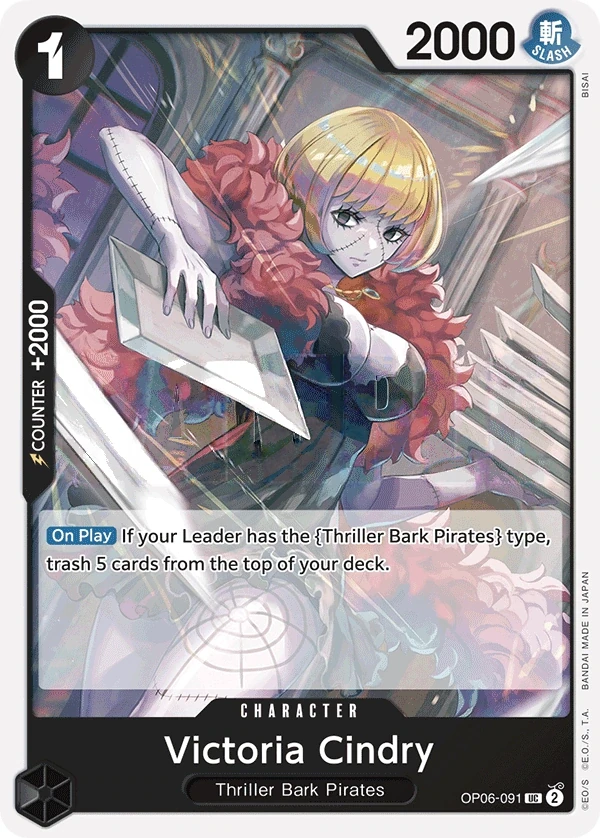 1
2000
斬
SLASH
BISAI
COUNTER +2000
On Play If your Leader has the {Thriller Bark Pirates} type,
trash 5 cards from the top of your deck.
©EO/S ©E.O./S., T.A. BANDAI MADE IN JAPAN
CHARACTER
Victoria Cindry
Thriller Bark Pirates
OP06-091 UC 2